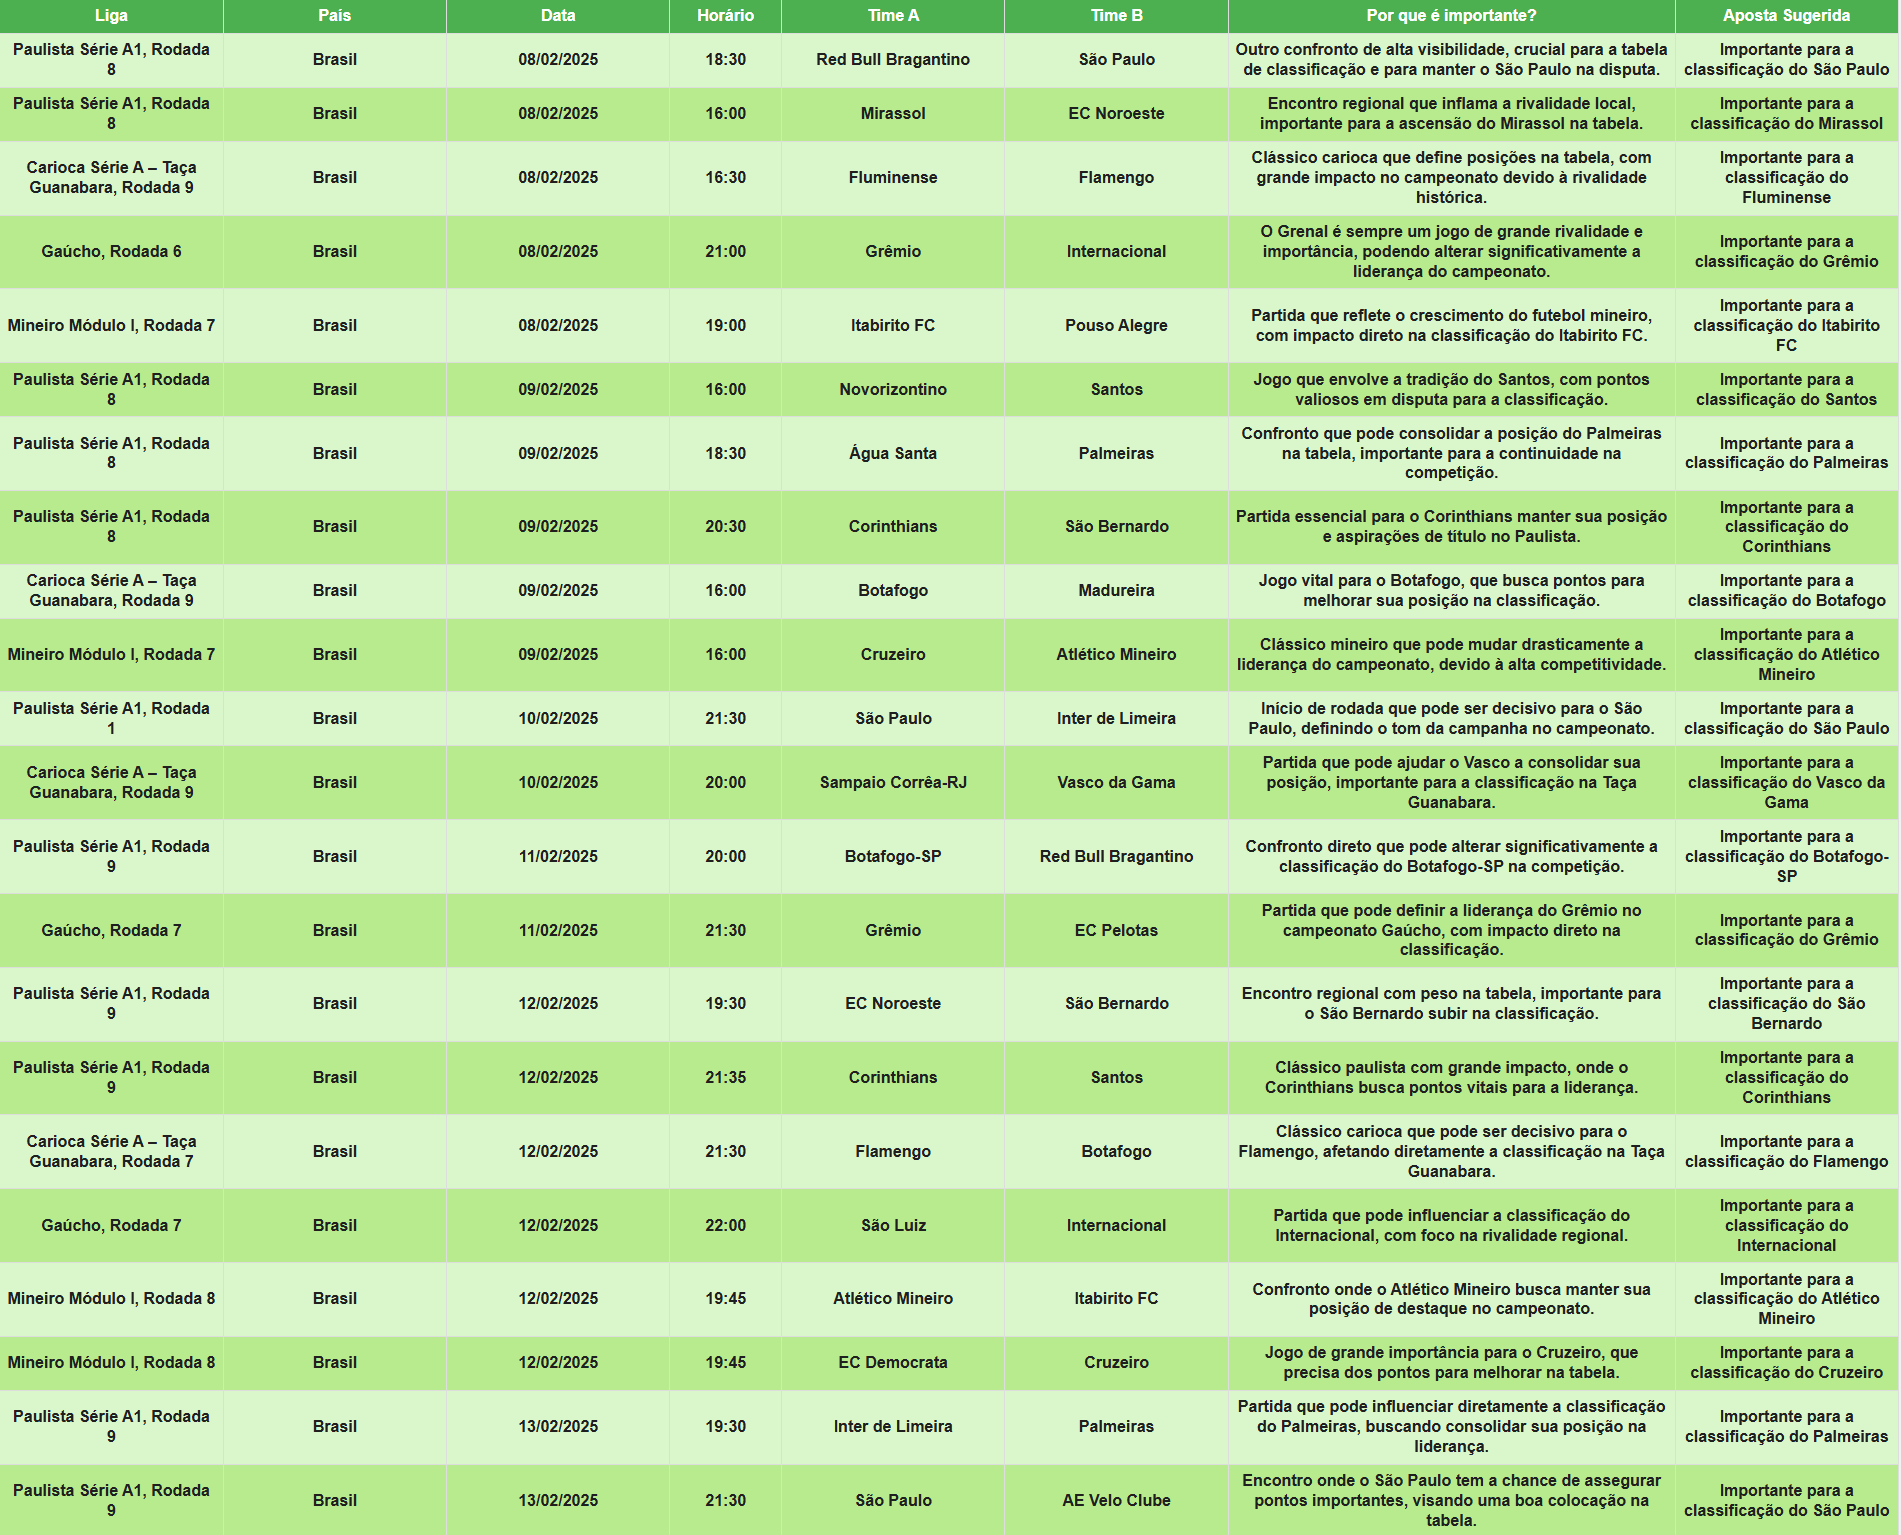 Liga País Data Horário Time A Time B Por que é importante? Aposta Sugerida
Paulista Série A1, Rodada 8 Brasil 08/02/2025 18:30 Red Bull Bragantino São Paulo Outro confronto de alta visibilidade, crucial para a tabela de classificação e para manter o São Paulo na disputa. Importante para a classificação do São Paulo
Paulista Série A1, Rodada 8 Brasil 08/02/2025 16:00 Mirassol EC Noroeste Encontro regional que inflama a rivalidade local, importante para a ascensão do Mirassol na tabela. Importante para a classificação do Mirassol
Carioca Série A – Taça Guanabara, Rodada 9 Brasil 08/02/2025 16:30 Fluminense Flamengo Clássico carioca que define posições na tabela, com grande impacto no campeonato devido à rivalidade histórica. Importante para a classificação do Fluminense
Gaúcho, Rodada 6 Brasil 08/02/2025 21:00 Grêmio Internacional O Grenal é sempre um jogo de grande rivalidade e importância, podendo alterar significativamente a liderança do campeonato. Importante para a classificação do Grêmio
Mineiro Módulo I, Rodada 7 Brasil 08/02/2025 19:00 Itabirito FC Pouso Alegre Partida que reflete o crescimento do futebol mineiro, com impacto direto na classificação do Itabirito FC. Importante para a classificação do Itabirito FC
Paulista Série A1, Rodada 8 Brasil 09/02/2025 16:00 Novorizontino Santos Jogo que envolve a tradição do Santos, com pontos valiosos em disputa para a classificação. Importante para a classificação do Santos
Paulista Série A1, Rodada 8 Brasil 09/02/2025 18:30 Água Santa Palmeiras Confronto que pode consolidar a posição do Palmeiras na tabela, importante para a continuidade na competição. Importante para a classificação do Palmeiras
Paulista Série A1, Rodada 8 Brasil 09/02/2025 20:30 Corinthians São Bernardo Partida essencial para o Corinthians manter sua posição e aspirações de título no Paulista. Importante para a classificação do Corinthians
Carioca Série A – Taça Guanabara, Rodada 9 Brasil 09/02/2025 16:00 Botafogo Madureira Jogo vital para o Botafogo, que busca pontos para melhorar sua posição na classificação. Importante para a classificação do Botafogo
Mineiro Módulo I, Rodada 7 Brasil 09/02/2025 16:00 Cruzeiro Atlético Mineiro Clássico mineiro que pode mudar drasticamente a liderança do campeonato, devido à alta competitividade. Importante para a classificação do Atlético Mineiro
Paulista Série A1, Rodada 1 Brasil 10/02/2025 21:30 São Paulo Inter de Limeira Início de rodada que pode ser decisivo para o São Paulo, definindo o tom da campanha no campeonato. Importante para a classificação do São Paulo
Carioca Série A – Taça Guanabara, Rodada 9 Brasil 10/02/2025 20:00 Sampaio Corrêa-RJ Vasco da Gama Partida que pode ajudar o Vasco a consolidar sua posição, importante para a classificação na Taça Guanabara. Importante para a classificação do Vasco da Gama
Paulista Série A1, Rodada 9 Brasil 11/02/2025 20:00 Botafogo-SP Red Bull Bragantino Confronto direto que pode alterar significativamente a classificação do Botafogo-SP na competição. Importante para a classificação do Botafogo-SP
Gaúcho, Rodada 7 Brasil 11/02/2025 21:30 Grêmio EC Pelotas Partida que pode definir a liderança do Grêmio no campeonato Gaúcho, com impacto direto na classificação. Importante para a classificação do Grêmio
Paulista Série A1, Rodada 9 Brasil 12/02/2025 19:30 EC Noroeste São Bernardo Encontro regional com peso na tabela, importante para o São Bernardo subir na classificação. Importante para a classificação do São Bernardo
Paulista Série A1, Rodada 9 Brasil 12/02/2025 21:35 Corinthians Santos Clássico paulista com grande impacto, onde o Corinthians busca pontos vitais para a liderança. Importante para a classificação do Corinthians
Carioca Série A – Taça Guanabara, Rodada 7 Brasil 12/02/2025 21:30 Flamengo Botafogo Clássico carioca que pode ser decisivo para o Flamengo, afetando diretamente a classificação na Taça Guanabara. Importante para a classificação do Flamengo
Gaúcho, Rodada 7 Brasil 12/02/2025 22:00 São Luiz Internacional Partida que pode influenciar a classificação do Internacional, com foco na rivalidade regional. Importante para a classificação do Internacional
Mineiro Módulo I, Rodada 8 Brasil 12/02/2025 19:45 Atlético Mineiro Itabirito FC Confronto onde o Atlético Mineiro busca manter sua posição de destaque no campeonato. Importante para a classificação do Atlético Mineiro
Mineiro Módulo I, Rodada 8 Brasil 12/02/2025 19:45 EC Democrata Cruzeiro Jogo de grande importância para o Cruzeiro, que precisa dos pontos para melhorar na tabela. Importante para a classificação do Cruzeiro
Paulista Série A1, Rodada 9 Brasil 13/02/2025 19:30 Inter de Limeira Palmeiras Partida que pode influenciar diretamente a classificação do Palmeiras, buscando consolidar sua posição na liderança. Importante para a classificação do Palmeiras
Paulista Série A1, Rodada 9 Brasil 13/02/2025 21:30 São Paulo AE Velo Clube Encontro onde o São Paulo tem a chance de assegurar pontos importantes, visando uma boa colocação na tabela. Importante para a classificação do São Paulo